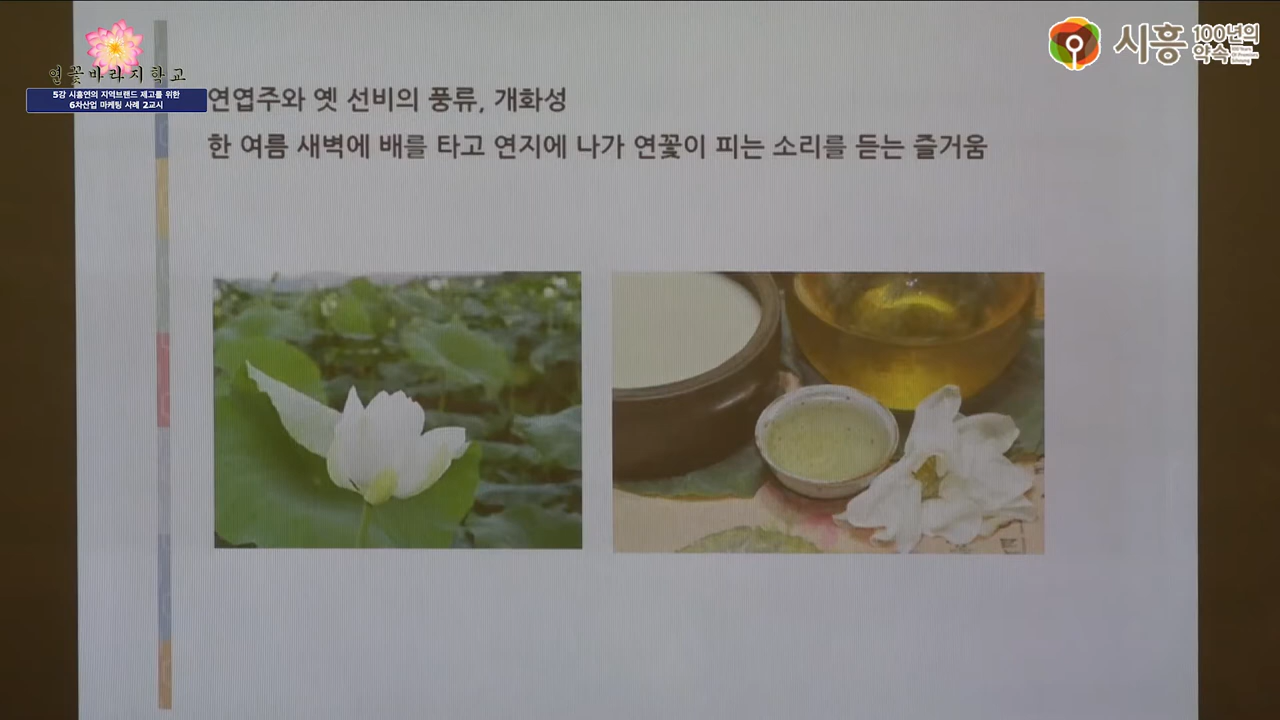 연꽃바라지학교
5강 시흥연의 지역브랜드 제고를 위한
6차산업 마케팅 사례 2교시
시흥 100년의
약속
연엽주와 옛 선비의 풍류, 개화성
한 여름 새벽에 배를 타고 연지에 나가 연꽃이 피는 소리를 듣는 즐거움